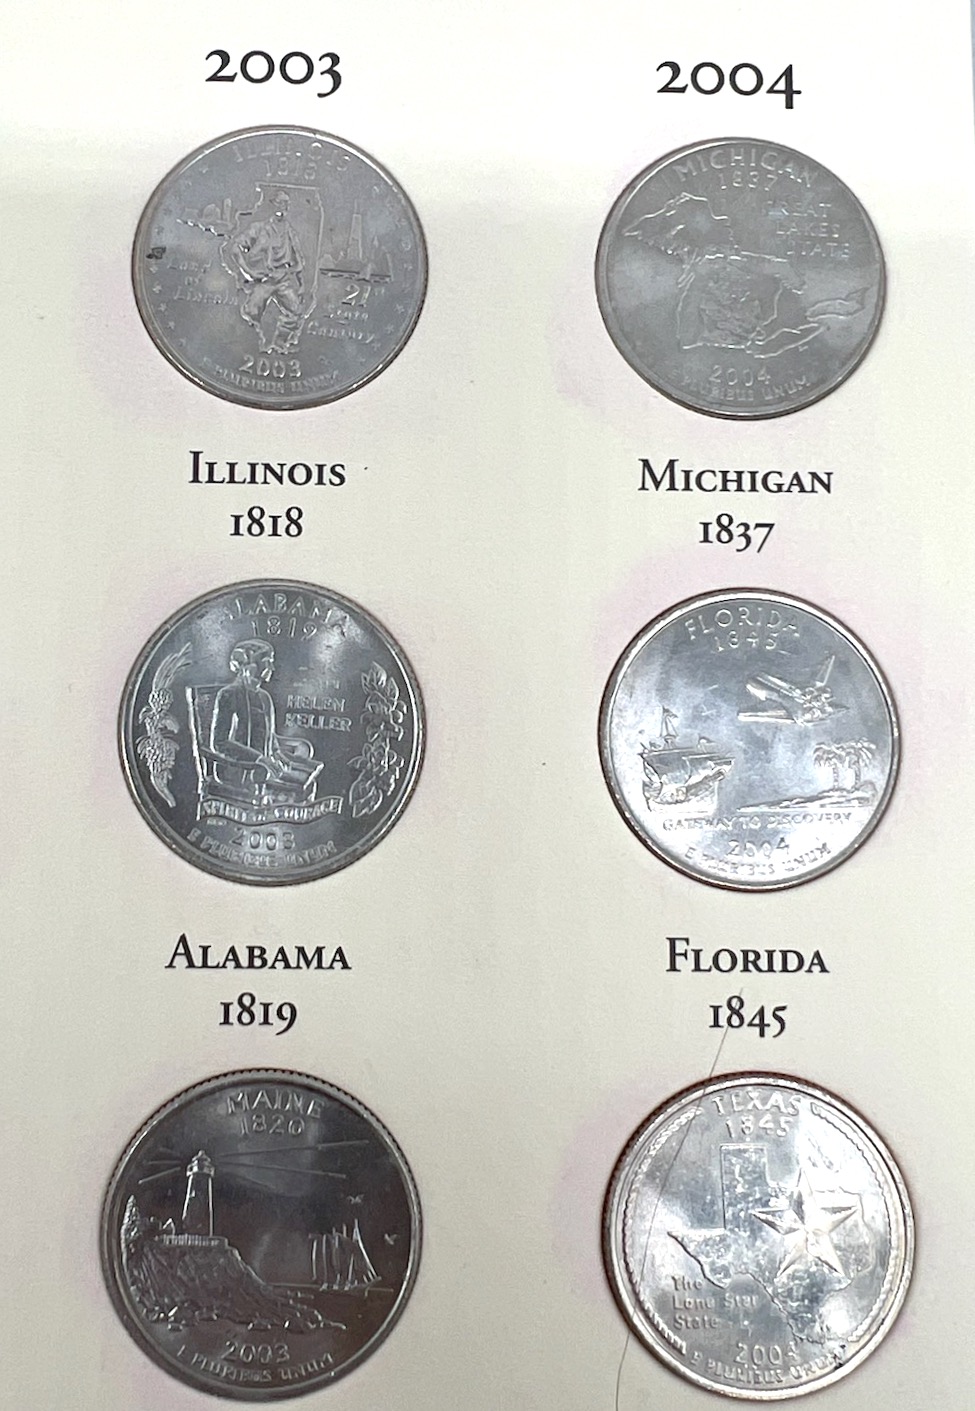 2003
2004
ILLINOIS
1818
Land
of
Lincoln
21st
State
Century
2003
E PLURIBUS UNUM
MICHIGAN
1837
GREAT
LAKES
STATE
2004
E PLURIBUS UNUM
ILLINOIS
1818
MICHIGAN
1837
ALABAMA
1819
HELEN
KELLER
SPIRIT OF COURAGE
2003
E PLURIBUS UNUM
FLORIDA
1845
GATEWAY TO DISCOVERY
2004
E PLURIBUS UNUM
ALABAMA
1819
FLORIDA
1845
MAINE
1820
2003
E PLURIBUS UNUM
TEXAS
1845
The
Lone Star
State
2004
E PLURIBUS UNUM